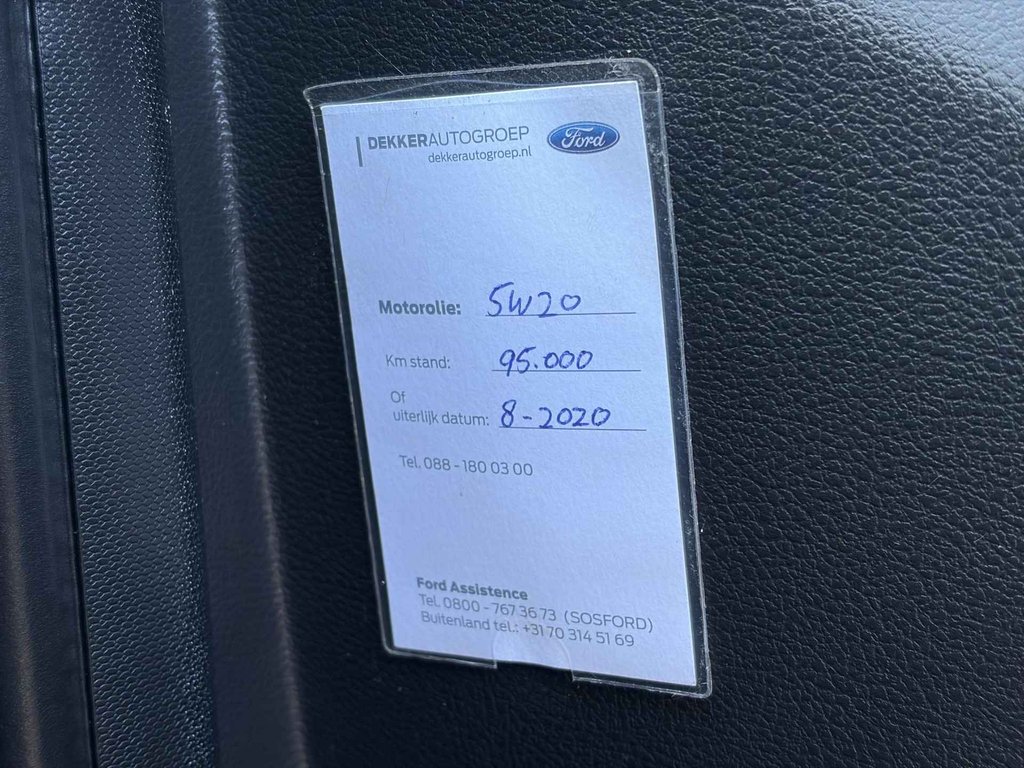 DEKKERAUTOGROEP
dekkerautogroep.nl
Ford
Motorolie: 5W20
Km stand: 95.000
Of
uiterlijk datum: 8-2020
Tel. 088 - 180 03 00
Ford Assistence
Tel. 0800 - 767 36 73 (SOSFORD)
Buitenland tel.: +31 70 314 51 69